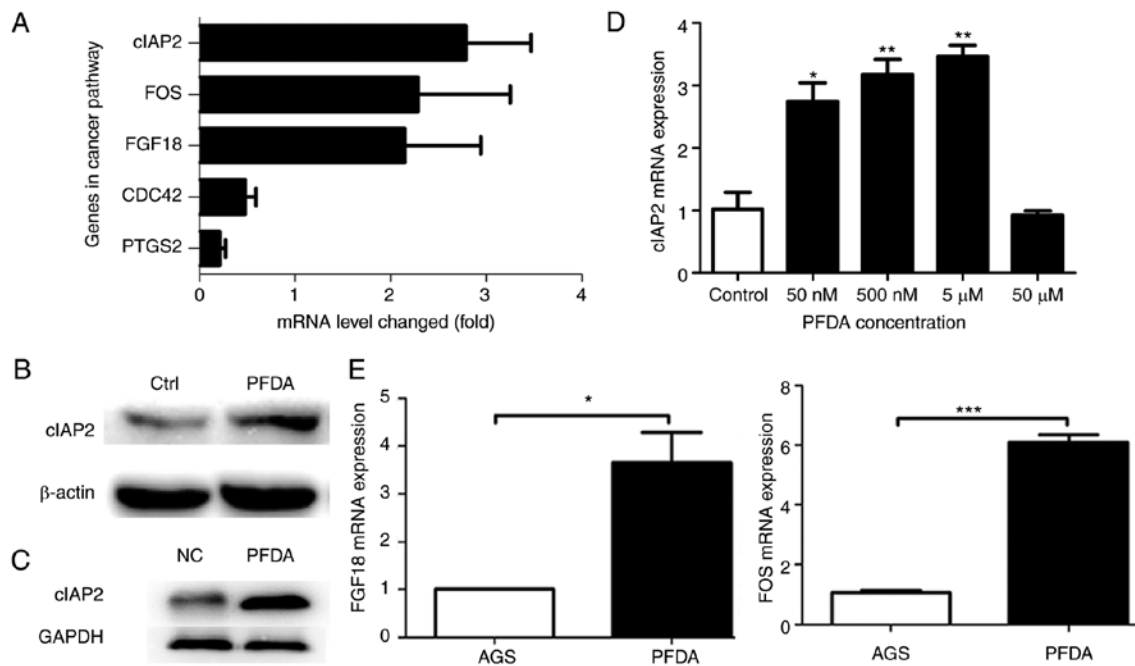 A
Genes in cancer pathway
cIAP2
FOS
FGF18
CDC42
PTGS2
0 1 2 3 4
mRNA level changed (fold)
D
cIAP2 mRNA expression
4
3
2
1
0
* ** **
Control 50 nM 500 nM 5 μM 50 μM
PFDA concentration
B
Ctrl PFDA
cIAP2
β-actin
C
NC PFDA
cIAP2
GAPDH
E
FGF18 mRNA expression
5
4
3
2
1
0
*
AGS PFDA
FOS mRNA expression
8
6
4
2
0
***
AGS PFDA